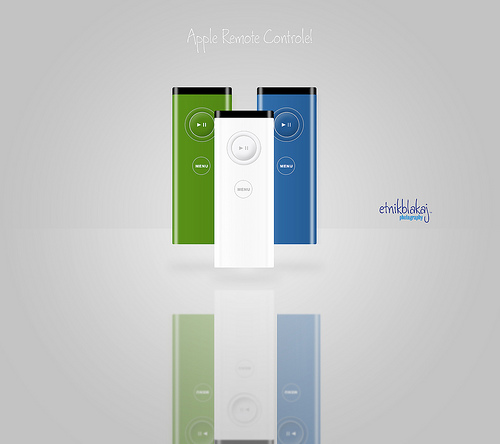 Apple Remote Controle!
MENU
MENU
MENU
etnikblakaj.
photography